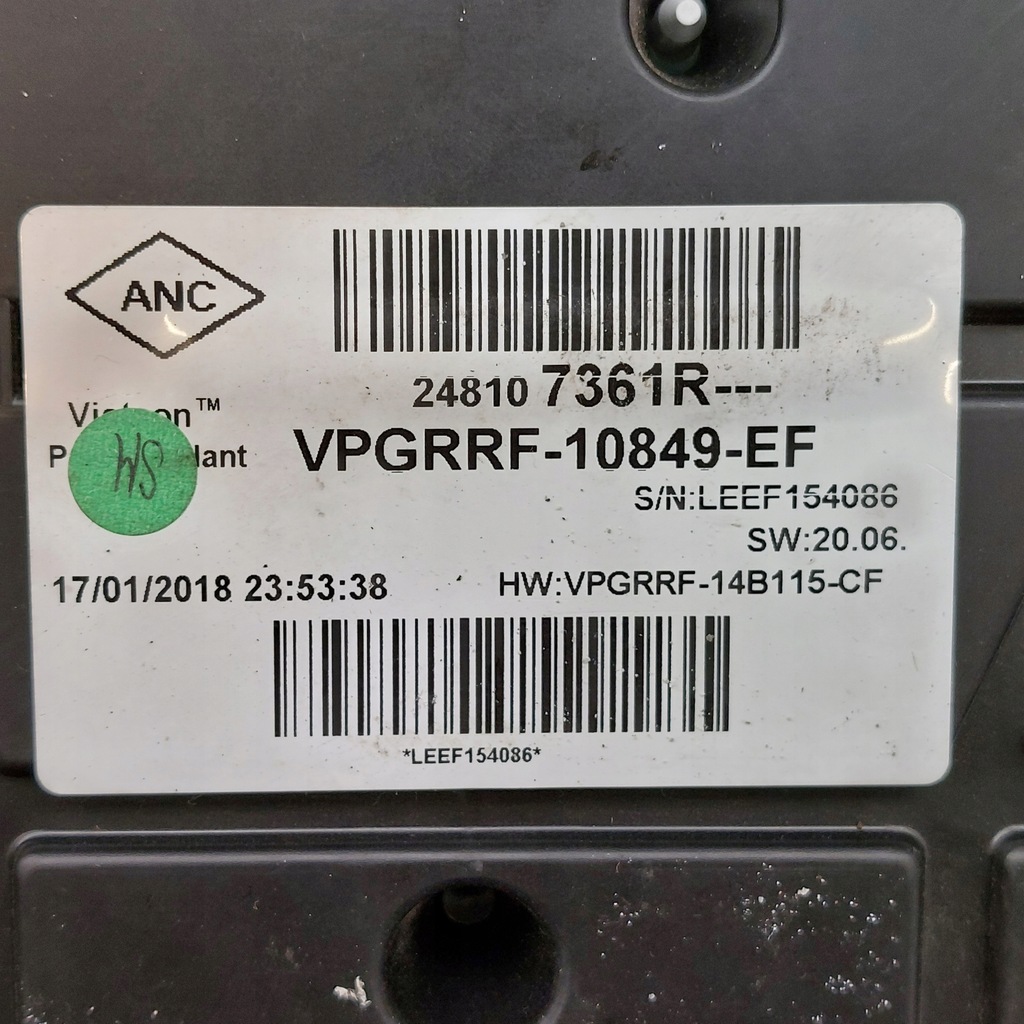 ANC
24810 7361R---
VPGRRF-10849-EF
S/N:LEEF154086
SW:20.06.
17/01/2018 23:53:38
HW:VPGRRF-14B115-CF
*LEEF154086*